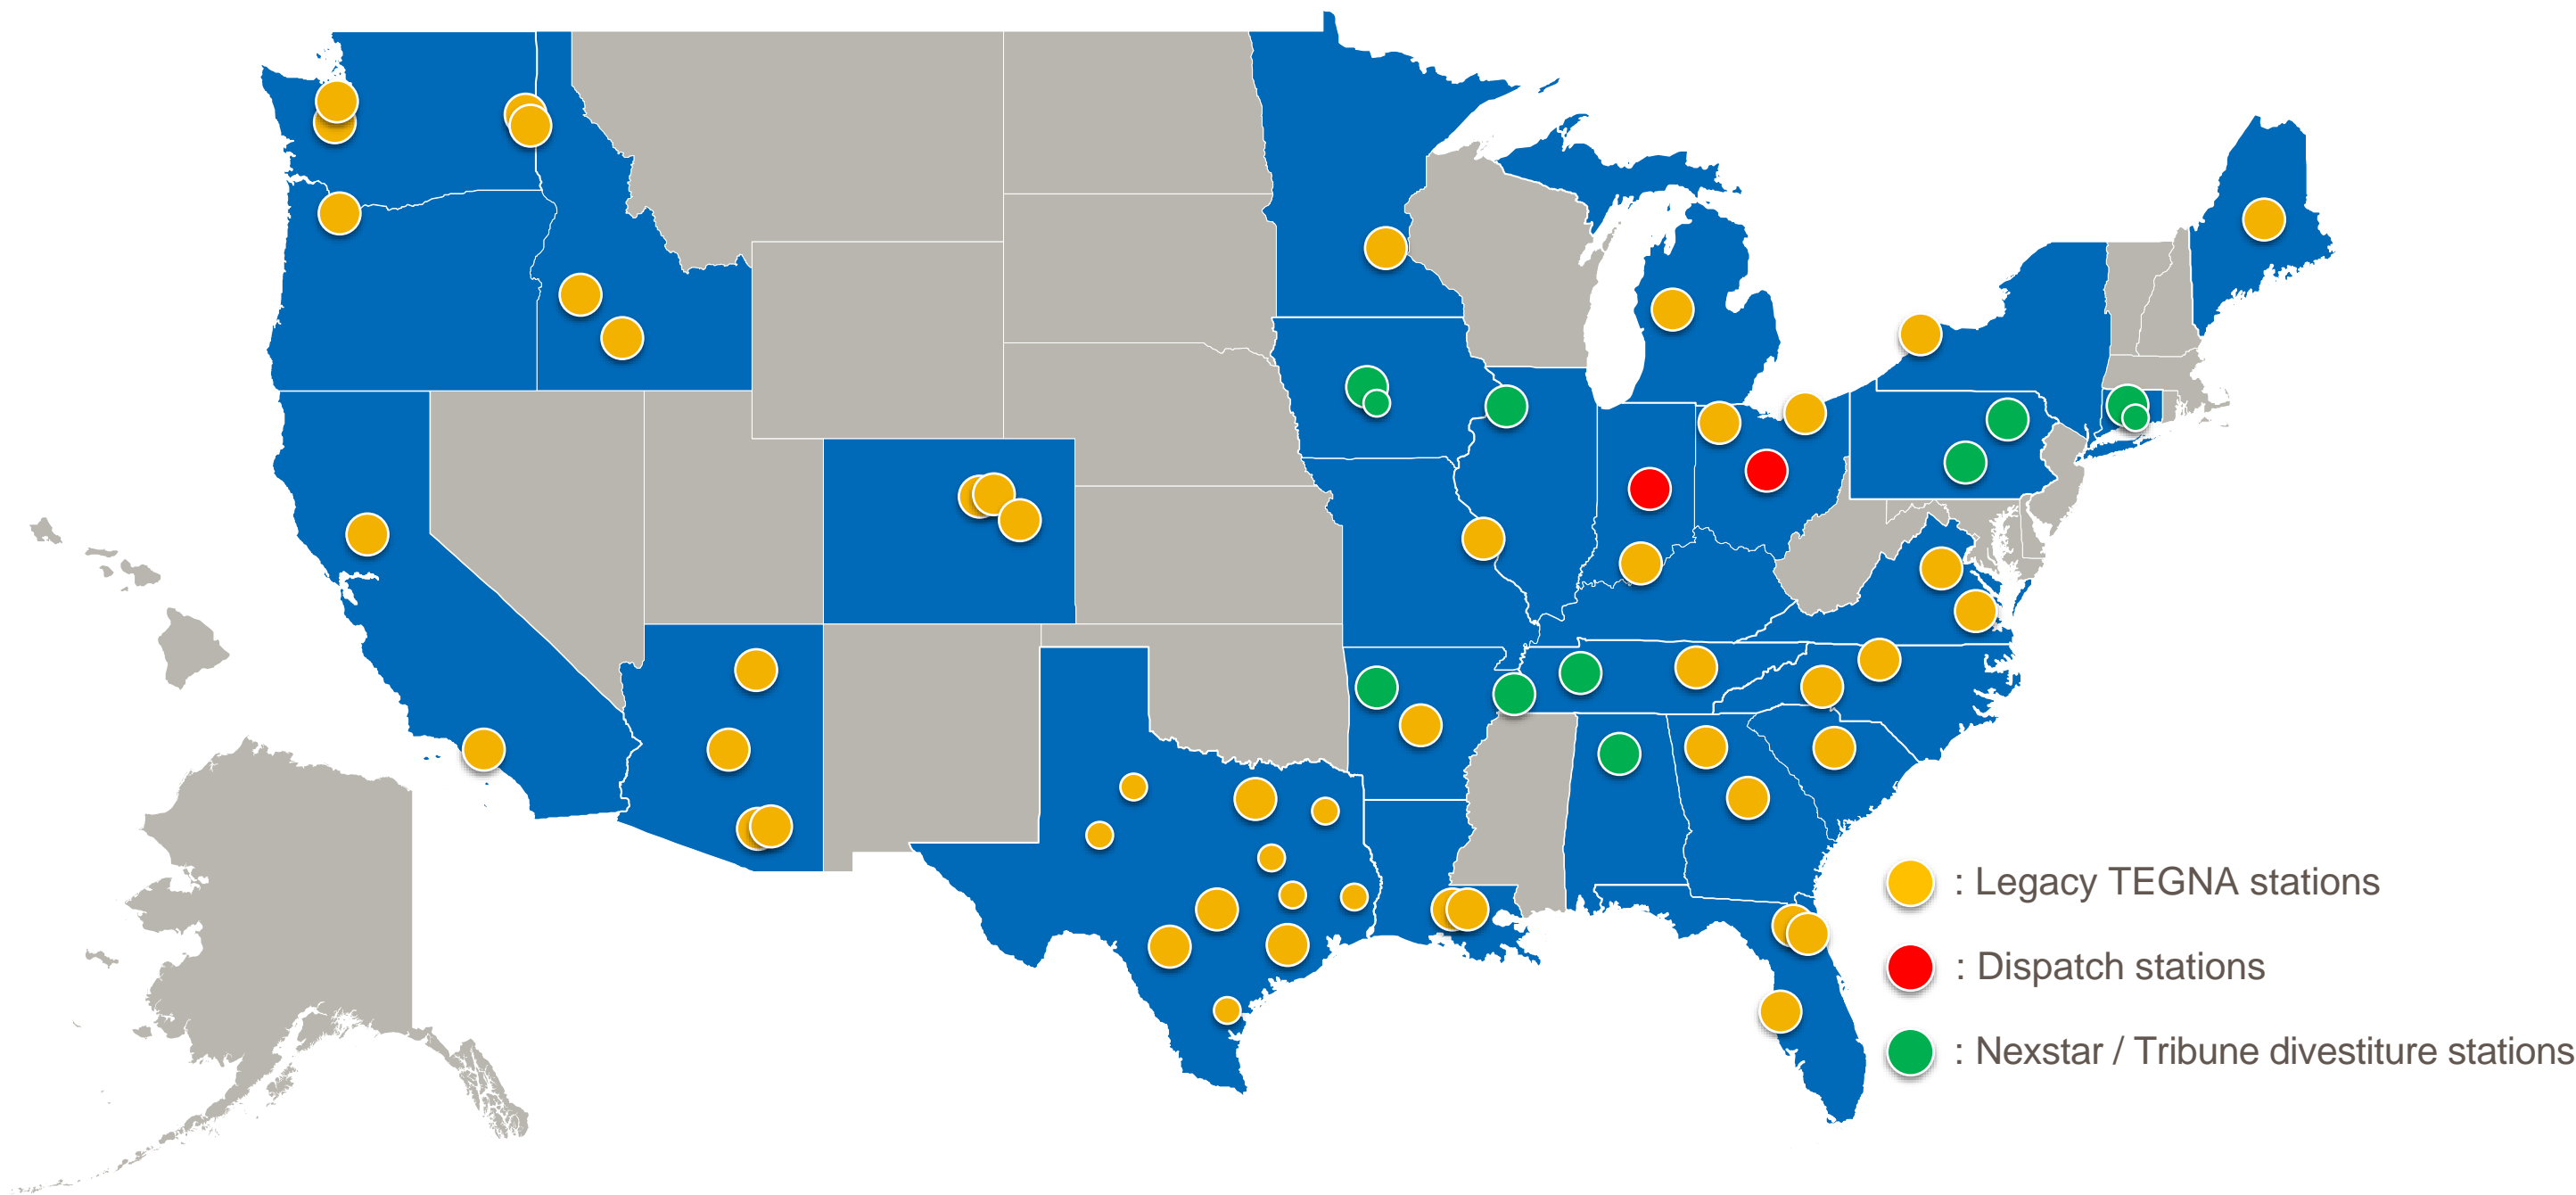 : Legacy TEGNA stations
: Dispatch stations
: Nexstar / Tribune divestiture stations